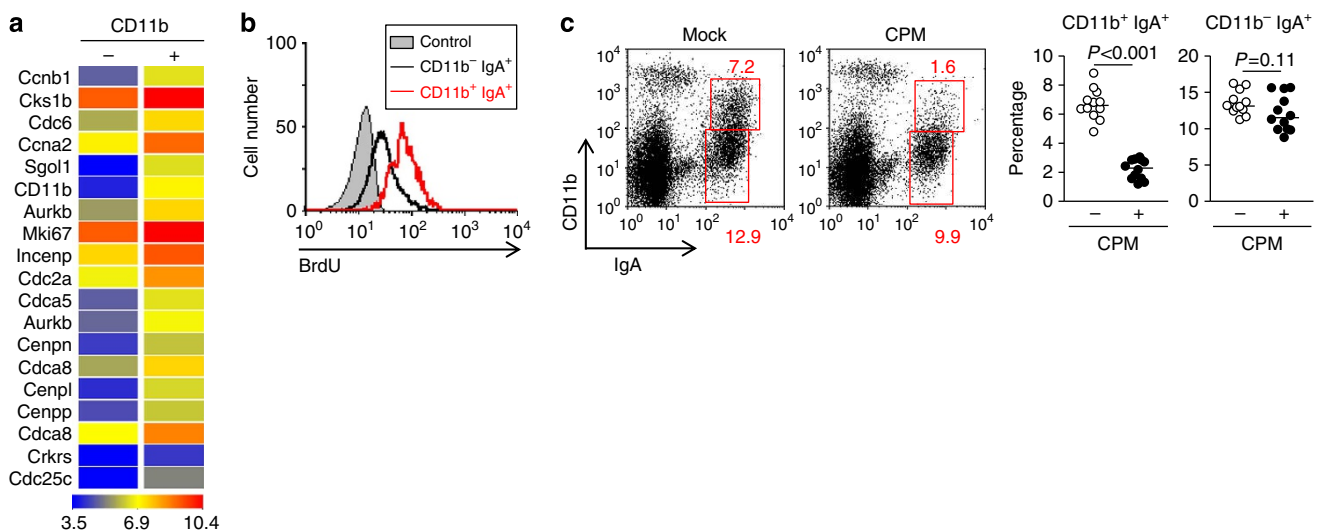 a
CD11b
− +
Ccnb1
Cks1b
Cdc6
Ccna2
Sgol1
CD11b
Aurkb
Mki67
Incenp
Cdc2a
Cdca5
Aurkb
Cenpn
Cdca8
Cenpl
Cenpp
Cdca8
Crkrs
Cdc25c
3.5 6.9 10.4
b
Control
CD11b⁻ IgA⁺
CD11b⁺ IgA⁺
Cell number
100
50
0
10⁰ 10¹ 10² 10³ 10⁴
BrdU
c
Mock
10⁴
10³
10²
10¹
10⁰
7.2
12.9
10⁰ 10¹ 10² 10⁴
CPM
10⁴
10³
10²
10¹
10⁰
1.6
9.9
10⁰ 10¹ 10² 10⁴
CD11b
IgA
CD11b⁺ IgA⁺
P<0.001
Percentage
10
8
6
4
2
0
− +
CPM
CD11b⁻ IgA⁺
P=0.11
20
15
10
5
0
− +
CPM